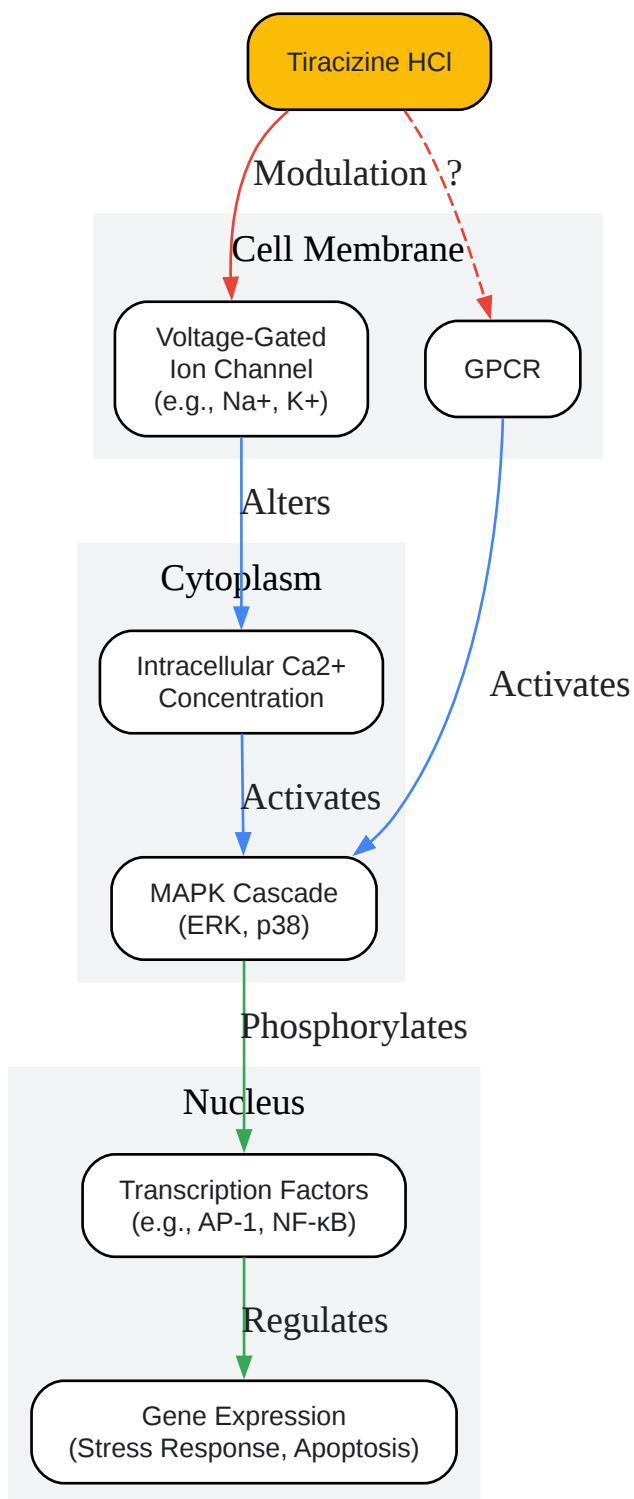 Tiracizine HCl
Modulation ?
Cell Membrane
Voltage-Gated
Ion Channel
(e.g., Na+, K+)
GPCR
Alters
Cytoplasm
Intracellular Ca2+
Concentration
Activates
Activates
MAPK Cascade
(ERK, p38)
Phosphorylates
Nucleus
Transcription Factors
(e.g., AP-1, NF-κB)
Regulates
Gene Expression
(Stress Response, Apoptosis)